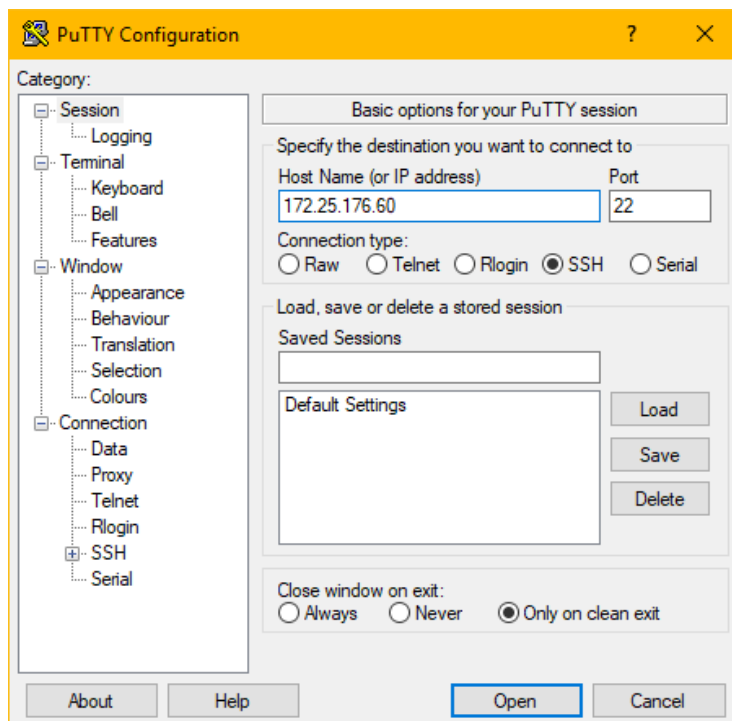 PuTTY Configuration
?
Category:
Session
Logging
Terminal
Keyboard
Bell
Features
Window
Appearance
Behaviour
Translation
Selection
Colours
Connection
Data
Proxy
Telnet
Rlogin
SSH
Serial
Basic options for your PuTTY session
Specify the destination you want to connect to
Host Name (or IP address) Port
172.25.176.60 22
Connection type:
Raw Telnet Rlogin SSH Serial
Load, save or delete a stored session
Saved Sessions
Default Settings
Load
Save
Delete
Close window on exit:
Always Never Only on clean exit
About Help Open Cancel